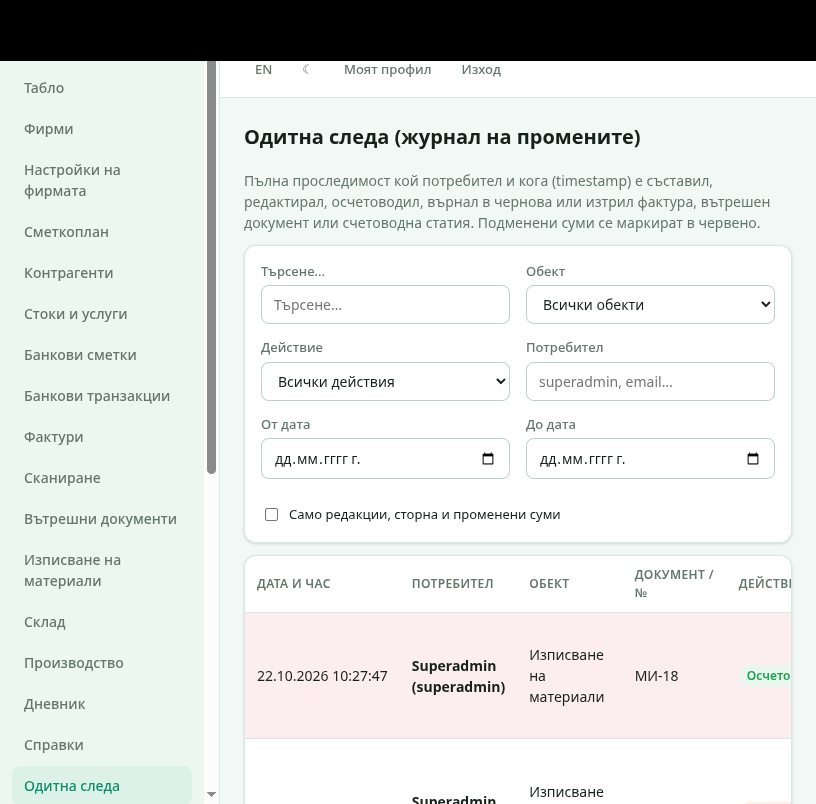 EN ☾ Моят профил Изход
Табло
Фирми
Настройки на
фирмата
Сметкоплан
Контрагенти
Стоки и услуги
Банкови сметки
Банкови транзакции
Фактури
Сканиране
Вътрешни документи
Изписване на
материали
Склад
Производство
Дневник
Справки
Одитна следа
Одитна следа (журнал на промените)
Пълна проследимост кой потребител и кога (timestamp) е съставил,
редактирал, осчетоводил, върнал в чернова или изтрил фактура, вътрешен
документ или счетоводна статия. Подменени суми се маркират в червено.
Търсене... Обект
Търсене... Всички обекти
Действие Потребител
Всички действия superadmin, email...
От дата До дата
дд.мм.гггг г. дд.мм.гггг г.
Само редакции, сторна и променени суми
ДАТА И ЧАС ПОТРЕБИТЕЛ ОБЕКТ ДОКУМЕНТ / ДЕЙСТВ
№
Изписване
22.10.2026 10:27:47 Superadmin на МИ-18 Осчето
(superadmin) материали
Изписване
Superadmin